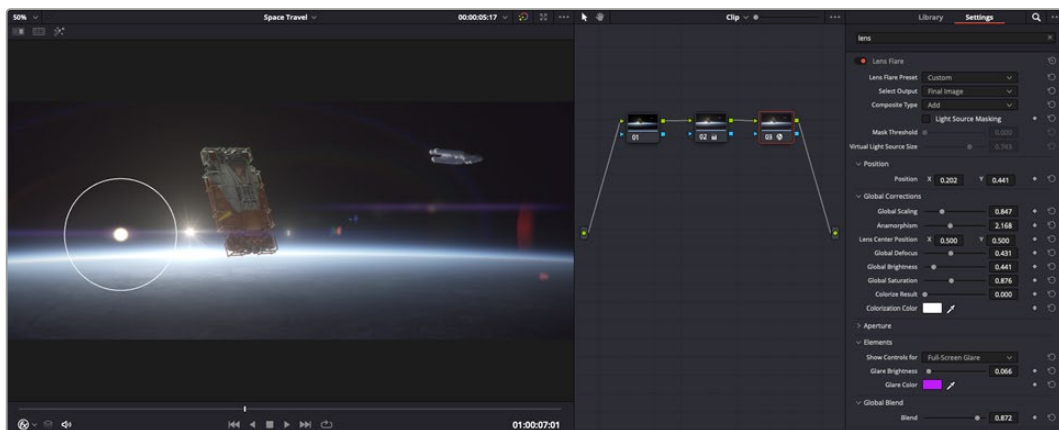 50%
Space Travel
00:00:05:17
Clip
Library
Settings
lens
Lens Flare
Lens Flare Preset Custom
Select Output Final Image
Composite Type Add
Light Source Masking
Mask Threshold 0.000
Virtual Light Source Size 0.743
Position
Position X 0.202 Y 0.441
Global Corrections
Global Scaling 0.847
Anamorphism 2.168
Lens Center Position X 0.500 Y 0.500
Global Defocus 0.431
Global Brightness 0.441
Global Saturation 0.876
Colorize Result 0.000
Colorization Color
Aperture
Elements
Show Controls for Full-Screen Glare
Glare Brightness 0.066
Glare Color
Global Blend
Blend 0.872
01
02
03
fx
01:00:07:01